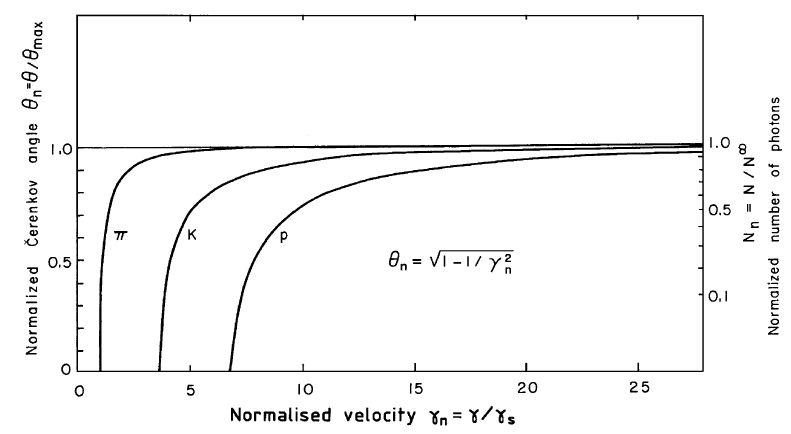 Normalized Čerenkov angle θn=θ/θmax
1.0
0.5
0
π
K
p
θn = √1-1/γn²
1.0
0.5
0.1
Nn = N / N∞
Normalized number of photons
0 5 10 15 20 25
Normalised velocity γn = γ/γs